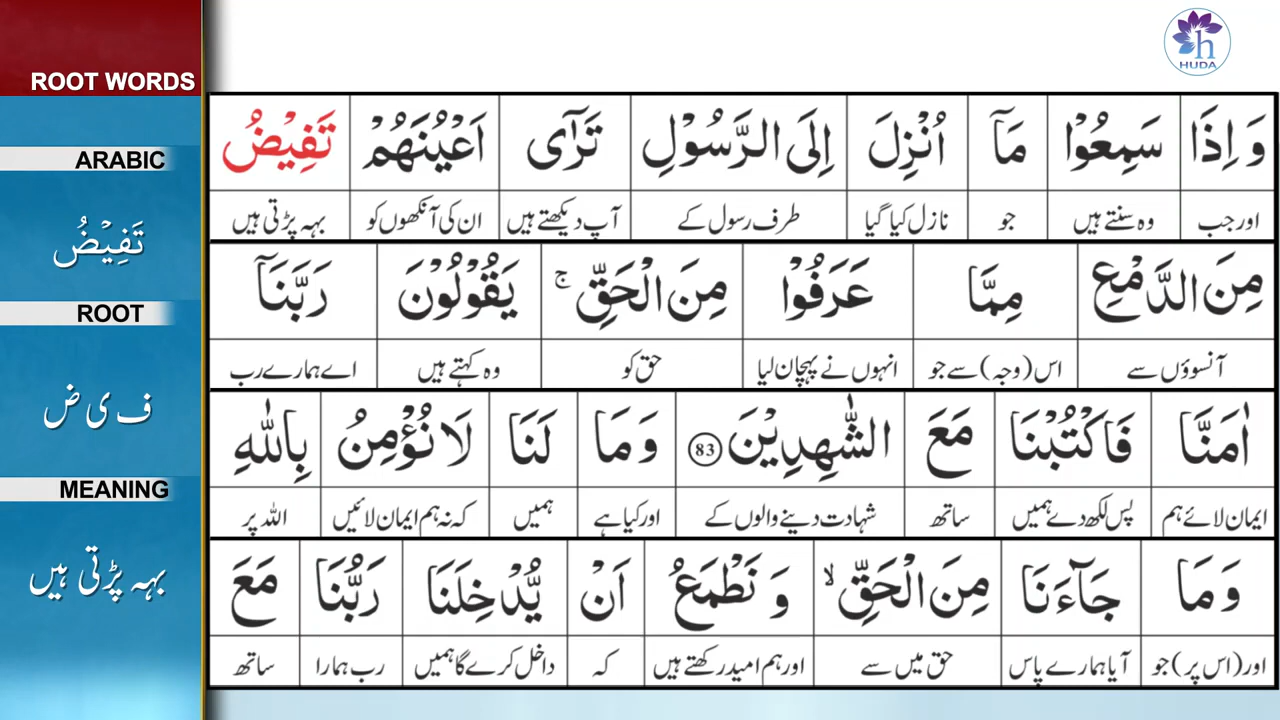 h
HUDA
ROOT WORDS
ARABIC
تَفِيْضُ
ROOT
ف ی ض
MEANING
بہہ پڑتی ہیں
وَ اِذَا سَمِعُوْا مَاۤ اُنْزِلَ اِلَى الرَّسُوْلِ تَرٰۤى اَعْيُنَهُمْ تَفِيْضُ
اور جب وہ سنتے ہیں جو نازل کیا گیا طرف رسول کے آپ دیکھتے ہیں ان کی آنکھوں کو بہہ پڑتی ہیں
مِنَ الدَّمْعِ مِمَّا عَرَفُوْا مِنَ الْحَقِّ ۚ يَقُوْلُوْنَ رَبَّنَاۤ
آنسوؤں سے اس (وجہ) سے جو انہوں نے پہچان لیا حق کو وہ کہتے ہیں اے ہمارے رب
اٰمَنَّا فَاكْتُبْنَا مَعَ الشّٰهِدِيْنَ 83 وَ مَا لَنَا لَا نُؤْمِنُ بِاللّٰهِ
ایمان لائے ہم پس لکھ دے ہمیں ساتھ شہادت دینے والوں کے اور کیا ہے ہمیں کہ نہ ہم ایمان لائیں اللہ پر
وَ مَا جَآءَنَا مِنَ الْحَقِّ ۙ وَ نَطْمَعُ اَنْ يُّدْخِلَنَا رَبُّنَا مَعَ
اور (اس پر) جو آیا ہمارے پاس حق میں سے اور ہم امید رکھتے ہیں کہ داخل کرے گا ہمیں رب ہمارا ساتھ